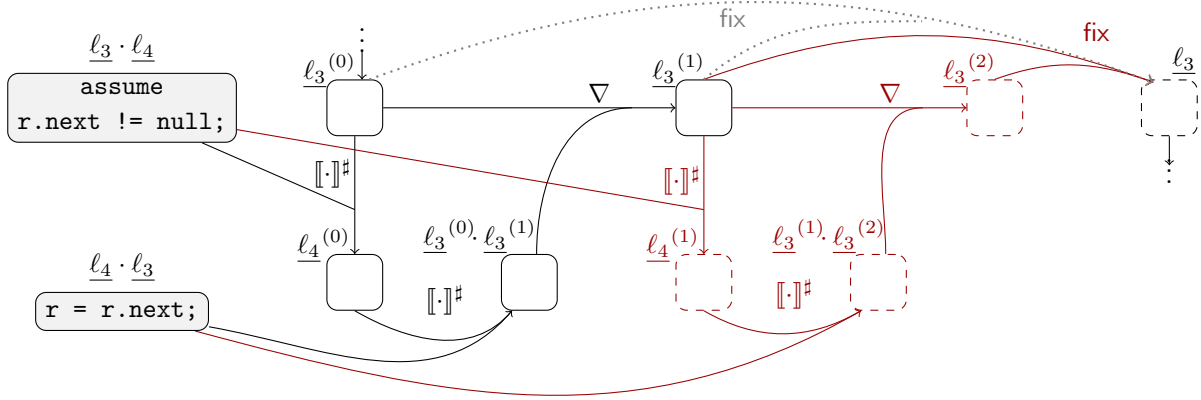 fix
ℓ₃ · ℓ₄
⋮
ℓ₃⁽⁰⁾
ℓ₃⁽¹⁾
fix
ℓ₃⁽²⁾
ℓ₃
assume
r.next != null;
∇
∇
⟦·⟧♯
⟦·⟧♯
⋮
ℓ₄⁽⁰⁾
ℓ₃⁽⁰⁾ · ℓ₃⁽¹⁾
ℓ₄⁽¹⁾
ℓ₃⁽¹⁾ · ℓ₃⁽²⁾
ℓ₄ · ℓ₃
r = r.next;
⟦·⟧♯
⟦·⟧♯